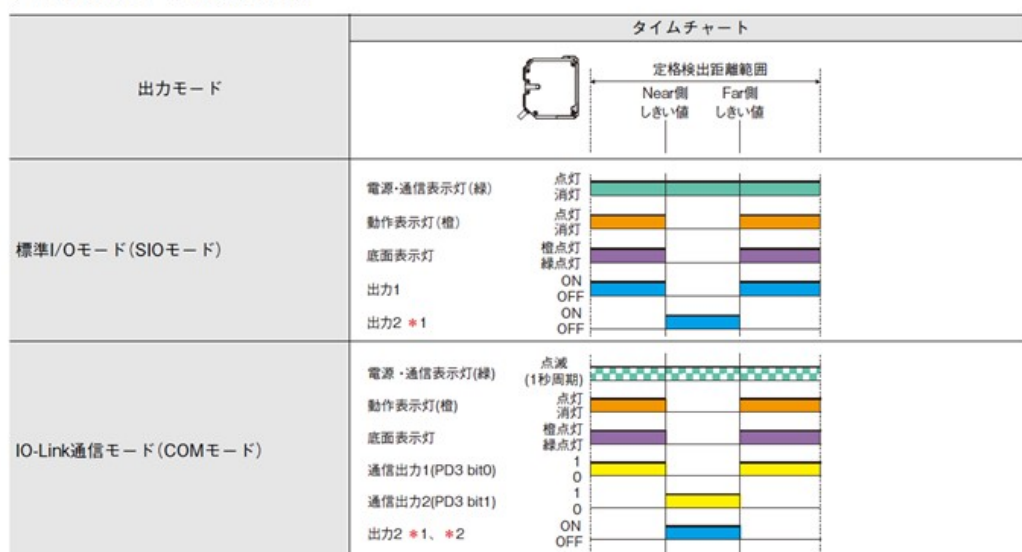 タイムチャート
出力モード
定格検出距離範囲
Near側 Far側
しきい値 しきい値
標準I/Oモード(SIOモード)
電源・通信表示灯(緑) 点灯
消灯
動作表示灯(橙) 点灯
消灯
底面表示灯 橙点灯
緑点灯
出力1 ON
OFF
出力2 *1 ON
OFF
IO-Link通信モード(COMモード)
電源・通信表示灯(緑) 点滅
(1秒周期)
動作表示灯(橙) 点灯
消灯
底面表示灯 橙点灯
緑点灯
通信出力1(PD3 bit0) 1
0
通信出力2(PD3 bit1) 1
0
出力2 *1、*2 ON
OFF